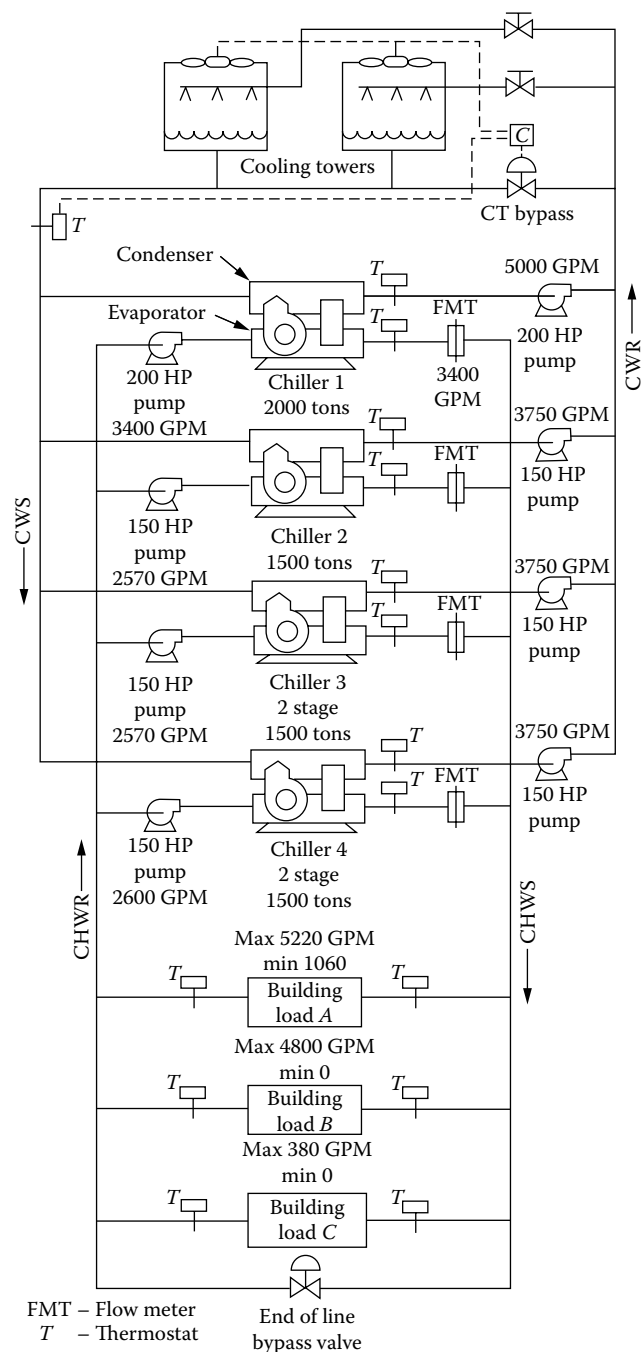 C
Cooling towers
CT bypass
T
Condenser
T
5000 GPM
FMT
Evaporator
T
CWR
200 HP
pump
3400 GPM
Chiller 1
2000 tons
3400
GPM
200 HP
pump
T
3750 GPM
T
150 HP
pump
CWS
150 HP
pump
2570 GPM
Chiller 2
1500 tons
T
3750 GPM
T
FMT
150 HP
pump
150 HP
pump
2570 GPM
Chiller 3
2 stage
1500 tons
T
3750 GPM
T
FMT
150 HP
pump
150 HP
pump
2600 GPM
Chiller 4
2 stage
1500 tons
CHWR
CHWS
Max 5220 GPM
min 1060
T
Building
load A
T
Max 4800 GPM
min 0
T
Building
load B
T
Max 380 GPM
min 0
T
Building
load C
T
FMT – Flow meter
T – Thermostat
End of line
bypass valve